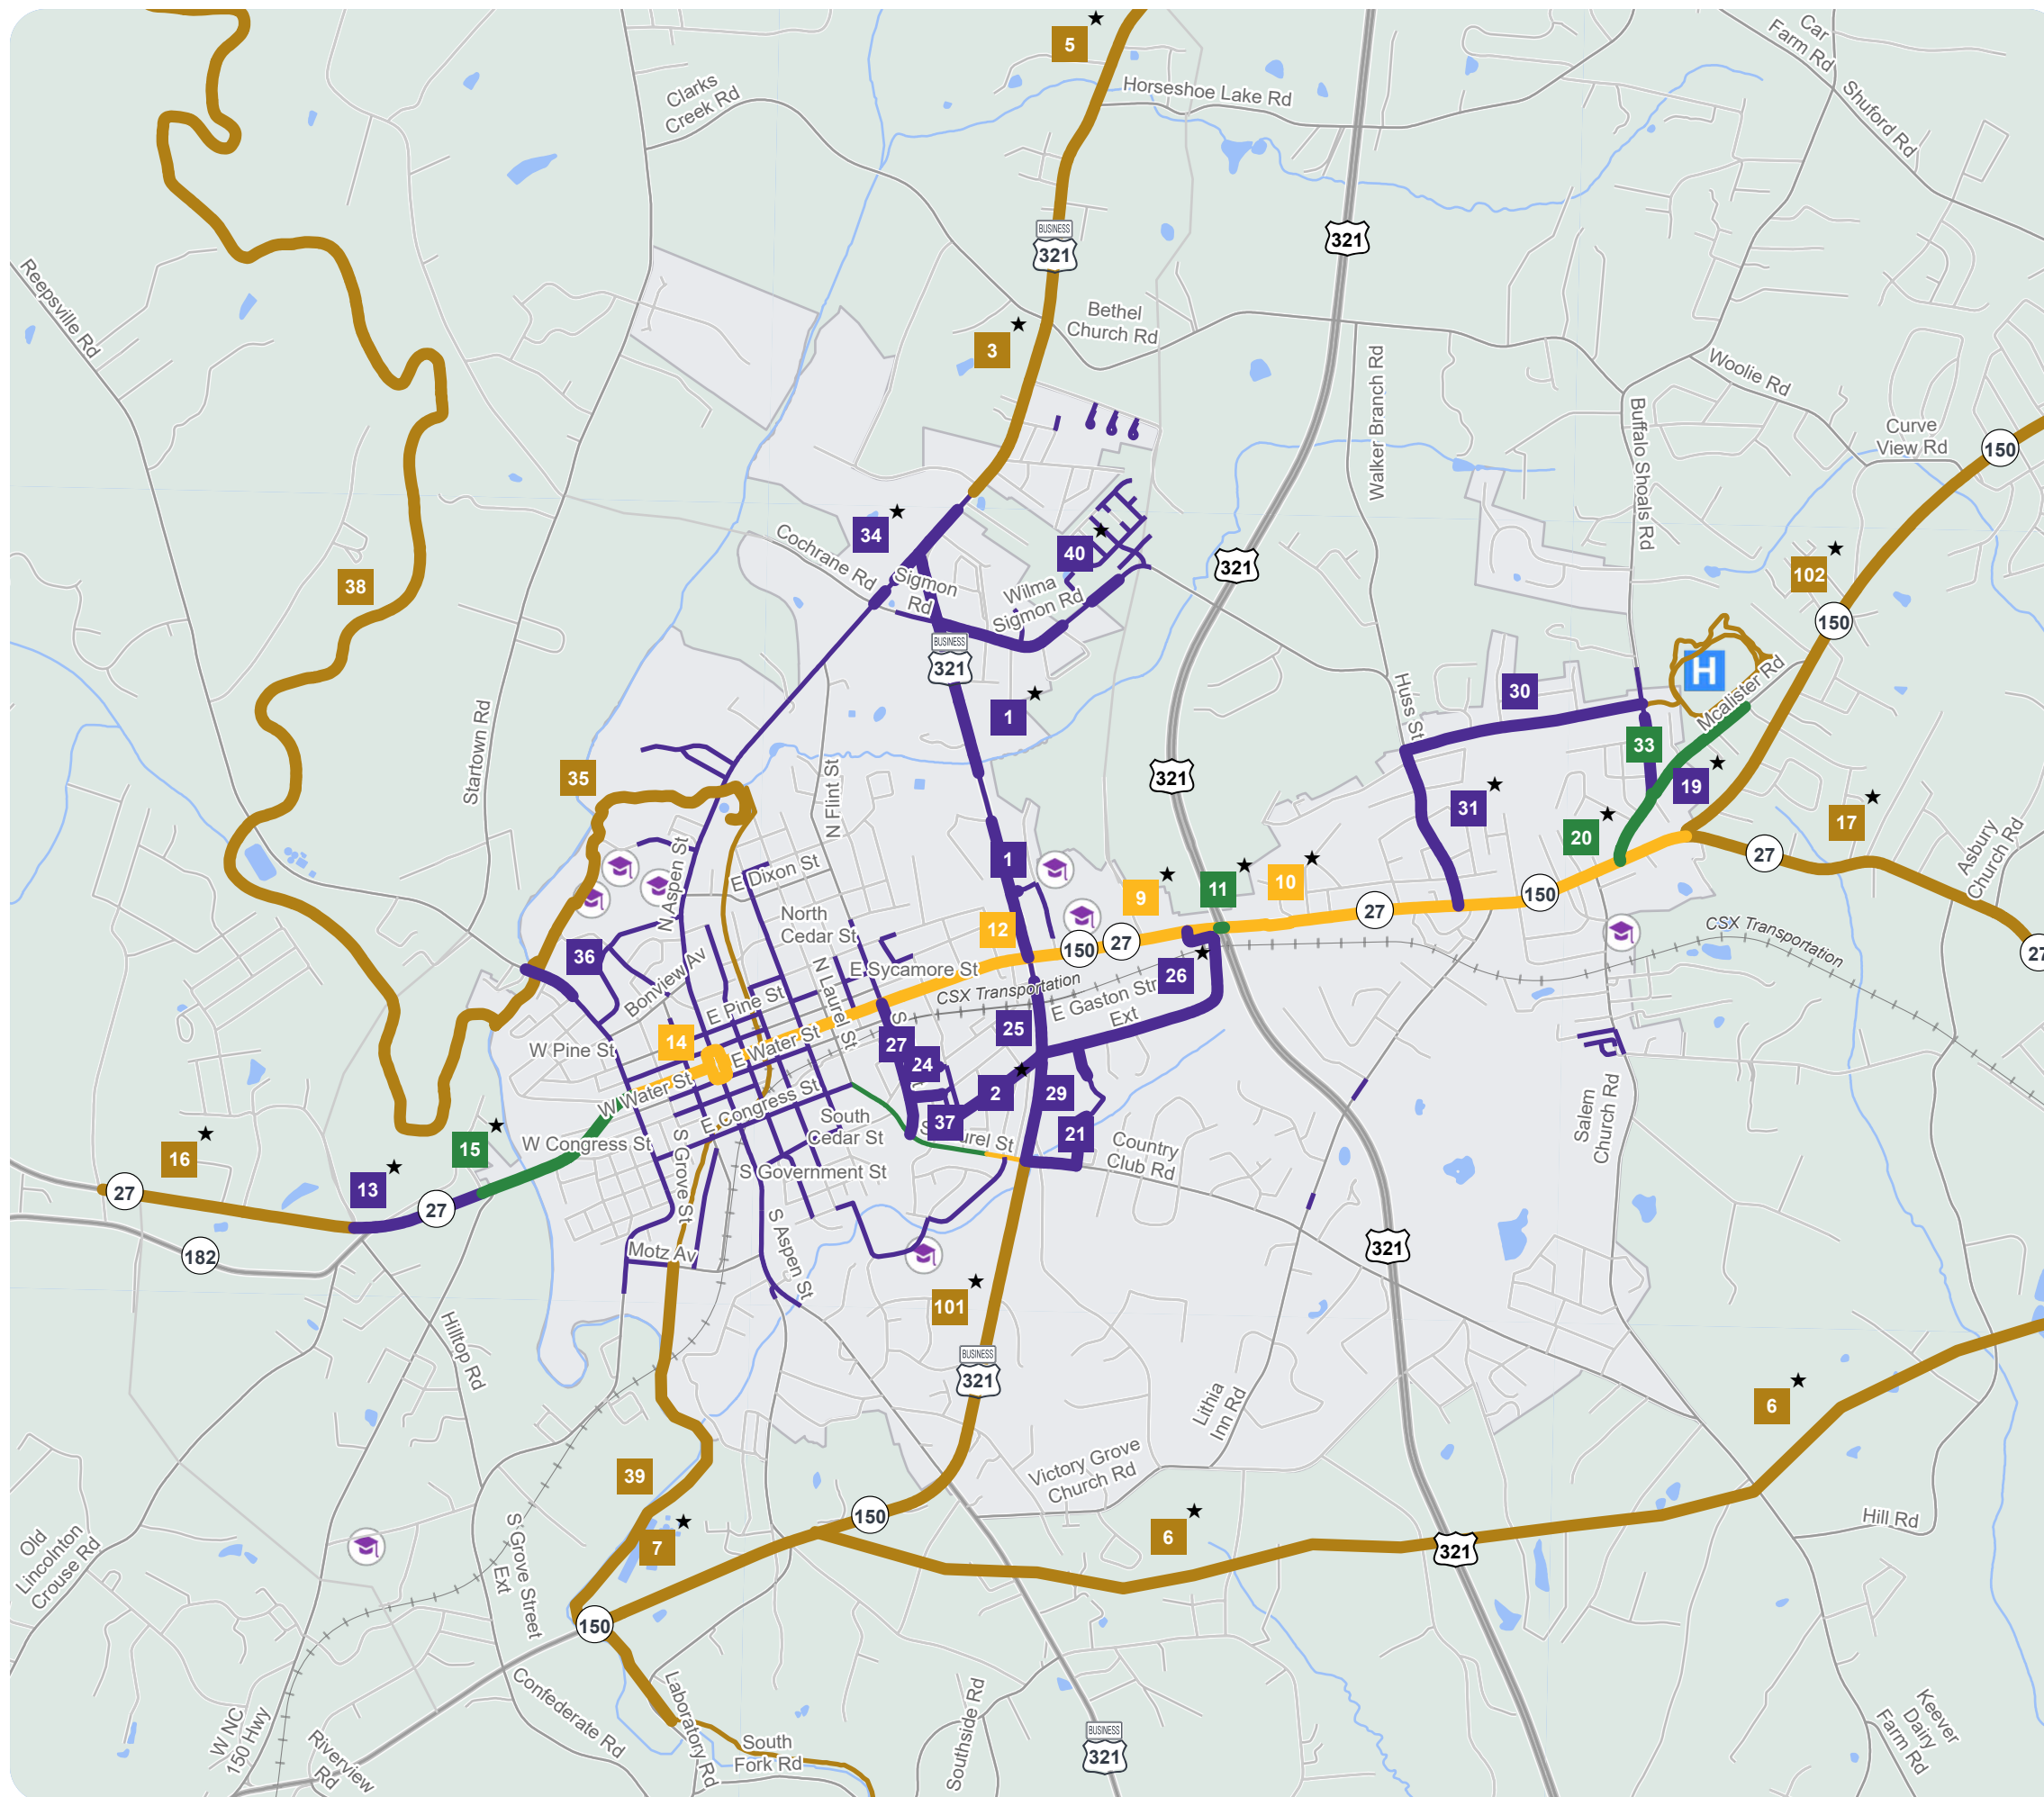 5
Clarks
Creek Rd
Horseshoe Lake Rd
Car
Farm Rd
Shuford Rd
BUSINESS
321
321
Reepsville Rd
3
Bethel
Church Rd
Walker Branch Rd
Woolie Rd
Buffalo Shoals Rd
Curve
View Rd
150
34
Cochrane Rd
Sigmon
Rd
40
Wilma
Sigmon Rd
321
38
102
150
BUSINESS
321
H
Mcalister Rd
30
1
Huss St
Startown Rd
35
N Flint St
321
33
19
31
20
17
1
N Aspen St
E Dixon St
27
Asbury
Church Rd
9
11
10
12
150
27
27
150
North
Cedar St
CSX Transportation
27
36
Bonview Av
N Laurel St
E Sycamore St
CSX Transportation
26
E Pine St
E Gaston Str
Ext
14
W Pine St
E Water St
S
27
25
24
W Water St
2
29
37
21
E Congress St
South
Cedar St
Country
Club Rd
Salem
Church Rd
16
15
W Congress St
S Grove St
S Government St
13
27
27
182
Motz Av
S Aspen St
321
101
Hilltop Rd
BUSINESS
321
Lithia
Inn Rd
6
39
Victory Grove
Church Rd
150
Hill Rd
Old
Lincolnton
Crouse Rd
S Grove Street
Ext
7
6
321
150
W NC
150 Hwy
Riverview
Rd
Confederate Rd
Laboratory Rd
South
Fork Rd
Southside Rd
BUSINESS
321
Keever
Dairy
Farm Rd